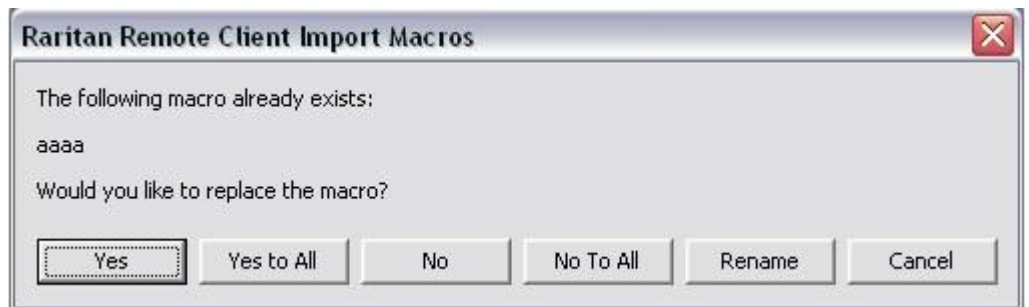 Raritan Remote Client Import Macros
The following macro already exists:
aaaa
Would you like to replace the macro?
Yes Yes to All No No To All Rename Cancel